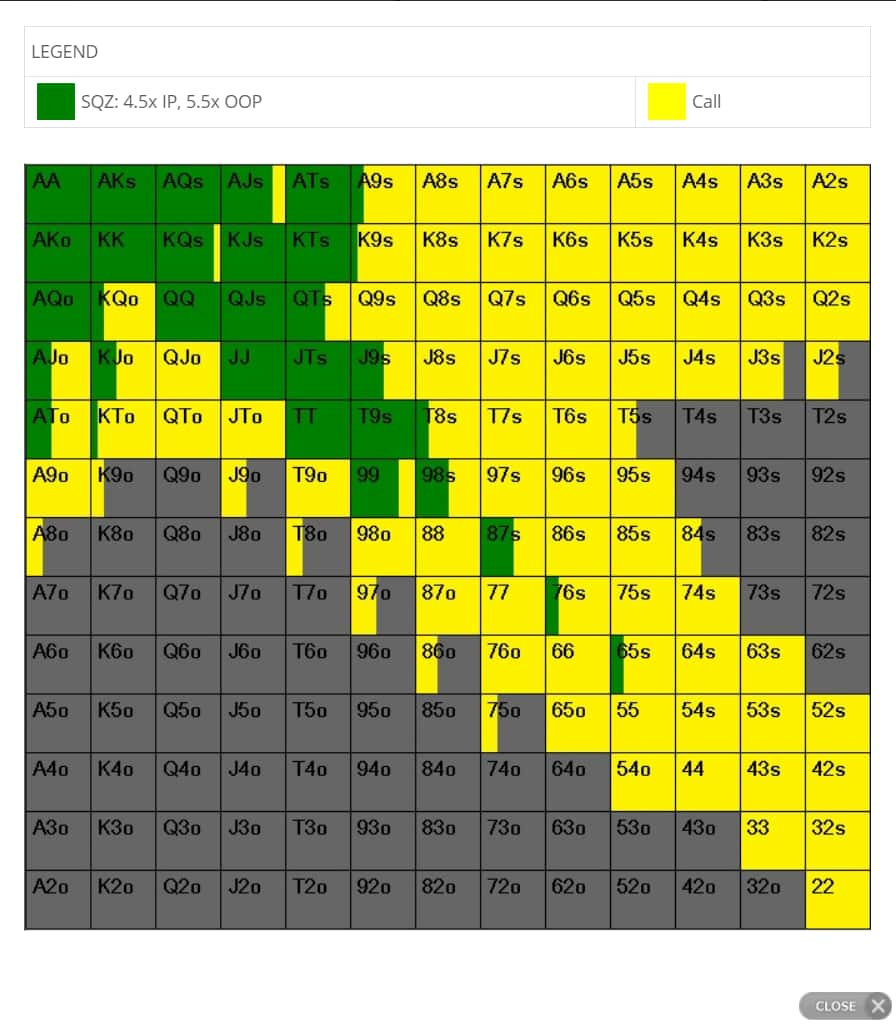 LEGEND
SQZ: 4.5x IP, 5.5x OOP Call
AA AKs AQs AJs ATs A9s A8s A7s A6s A5s A4s A3s A2s
AKo KK KQs KJs KTs K9s K8s K7s K6s K5s K4s K3s K2s
AQo KQo QQ QJs QTs Q9s Q8s Q7s Q6s Q5s Q4s Q3s Q2s
AJo KJo QJo JJ JTs J9s J8s J7s J6s J5s J4s J3s J2s
ATo KTo QTo JTo TT T9s T8s T7s T6s T5s T4s T3s T2s
A9o K9o Q9o J9o T9o 99 98s 97s 96s 95s 94s 93s 92s
A8o K8o Q8o J8o T8o 98o 88 87s 86s 85s 84s 83s 82s
A7o K7o Q7o J7o T7o 97o 87o 77 76s 75s 74s 73s 72s
A6o K6o Q6o J6o T6o 96o 86o 76o 66 65s 64s 63s 62s
A5o K5o Q5o J5o T5o 95o 85o 75o 65o 55 54s 53s 52s
A4o K4o Q4o J4o T4o 94o 84o 74o 64o 54o 44 43s 42s
A3o K3o Q3o J3o T3o 93o 83o 73o 63o 53o 43o 33 32s
A2o K2o Q2o J2o T2o 92o 82o 72o 62o 52o 42o 32o 22
CLOSE